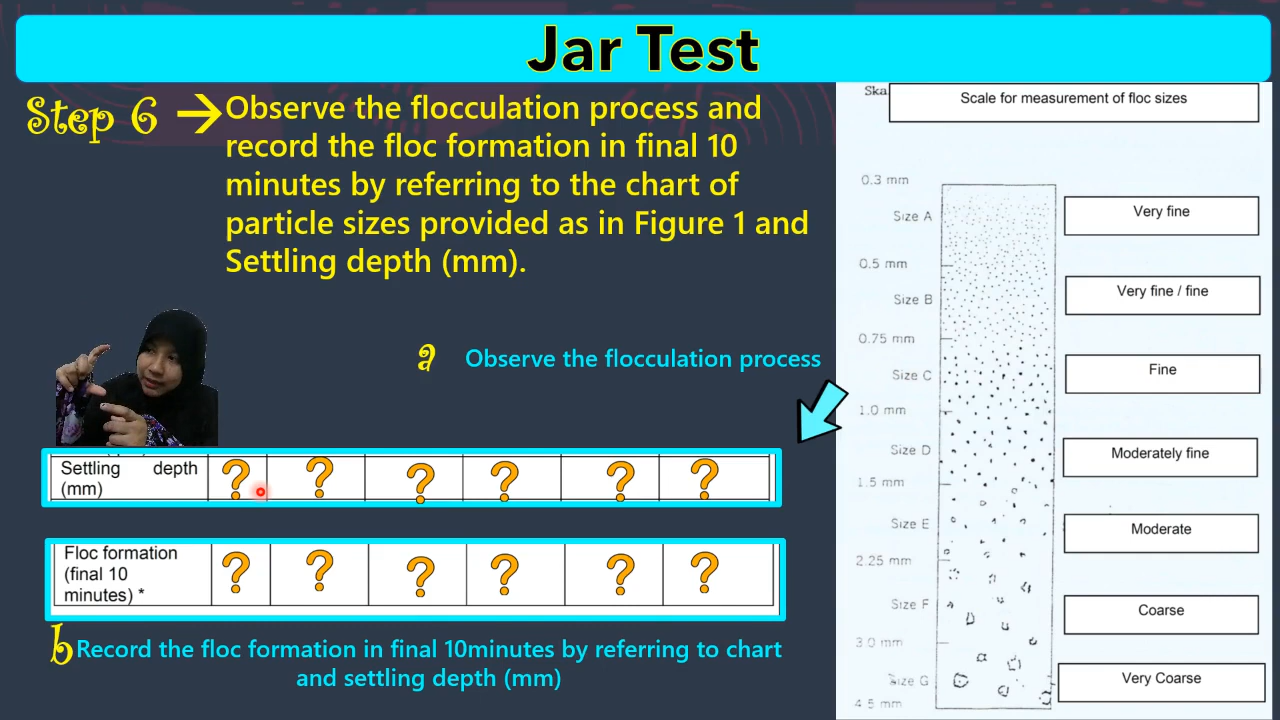 Jar Test
Step 6 → Observe the flocculation process and
record the floc formation in final 10
minutes by referring to the chart of
particle sizes provided as in Figure 1 and
Settling depth (mm).
a Observe the flocculation process
Settling depth ? ? ? ? ? ?
(mm)
Floc formation ? ? ? ? ? ?
(final 10
minutes) *
b Record the floc formation in final 10minutes by referring to chart
and settling depth (mm)
Ska
Scale for measurement of floc sizes
0.3 mm
Size A Very fine
0.5 mm
Size B Very fine / fine
0.75 mm
Size C Fine
1.0 mm
Size D Moderately fine
1.5 mm
Size E Moderate
2.25 mm
Size F Coarse
3.0 mm
Size G Very Coarse
4.5 mm